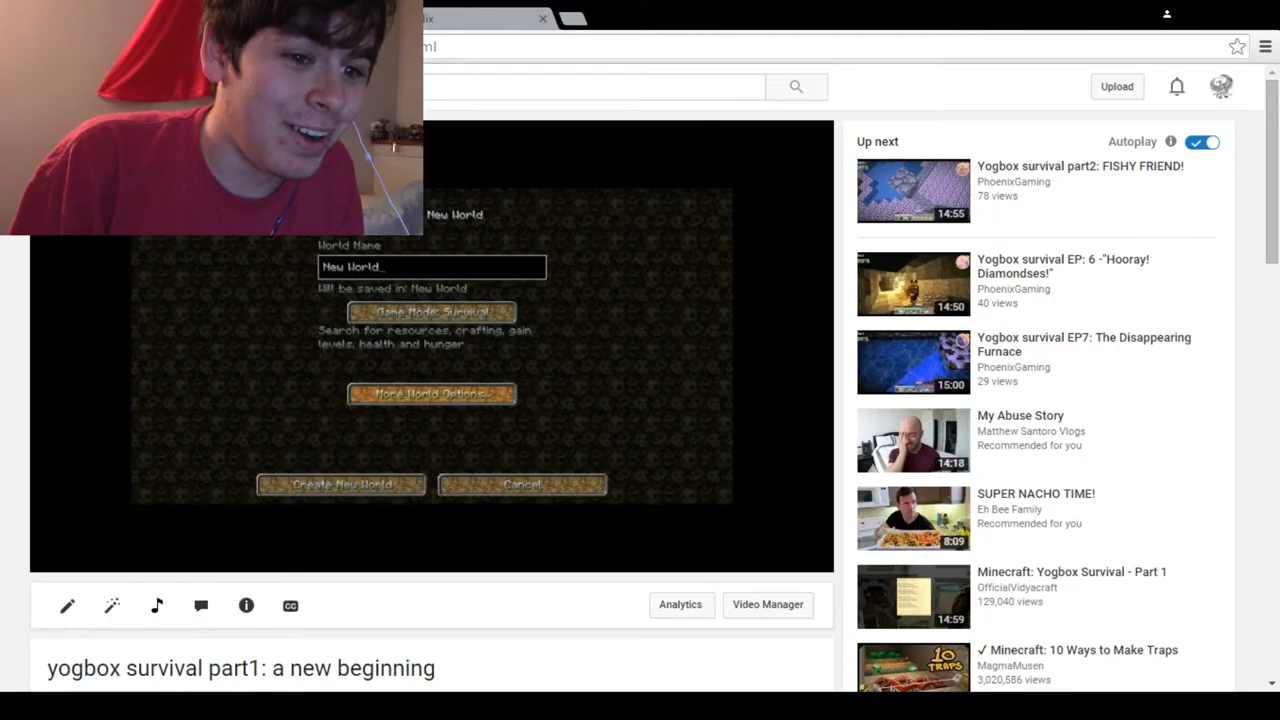 lix
ml
Upload
New World
World Name
New World_
Will be saved in: New World
Game Mode: Survival
Search for resources, crafting, gain
levels, health and hunger
More World Options...
Create New World
Cancel
Analytics
Video Manager
yogbox survival part1: a new beginning
Up next
Autoplay
Yogbox survival part2: FISHY FRIEND!
PhoenixGaming
78 views
14:55
Yogbox survival EP: 6 -"Hooray!
Diamondses!"
PhoenixGaming
40 views
14:50
Yogbox survival EP7: The Disappearing
Furnace
PhoenixGaming
29 views
15:00
My Abuse Story
Matthew Santoro Vlogs
Recommended for you
14:18
SUPER NACHO TIME!
Eh Bee Family
Recommended for you
8:09
Minecraft: Yogbox Survival - Part 1
OfficialVidyacraft
129,040 views
14:59
✓ Minecraft: 10 Ways to Make Traps
MagmaMusen
3,020,586 views
10
TRAPS
CC